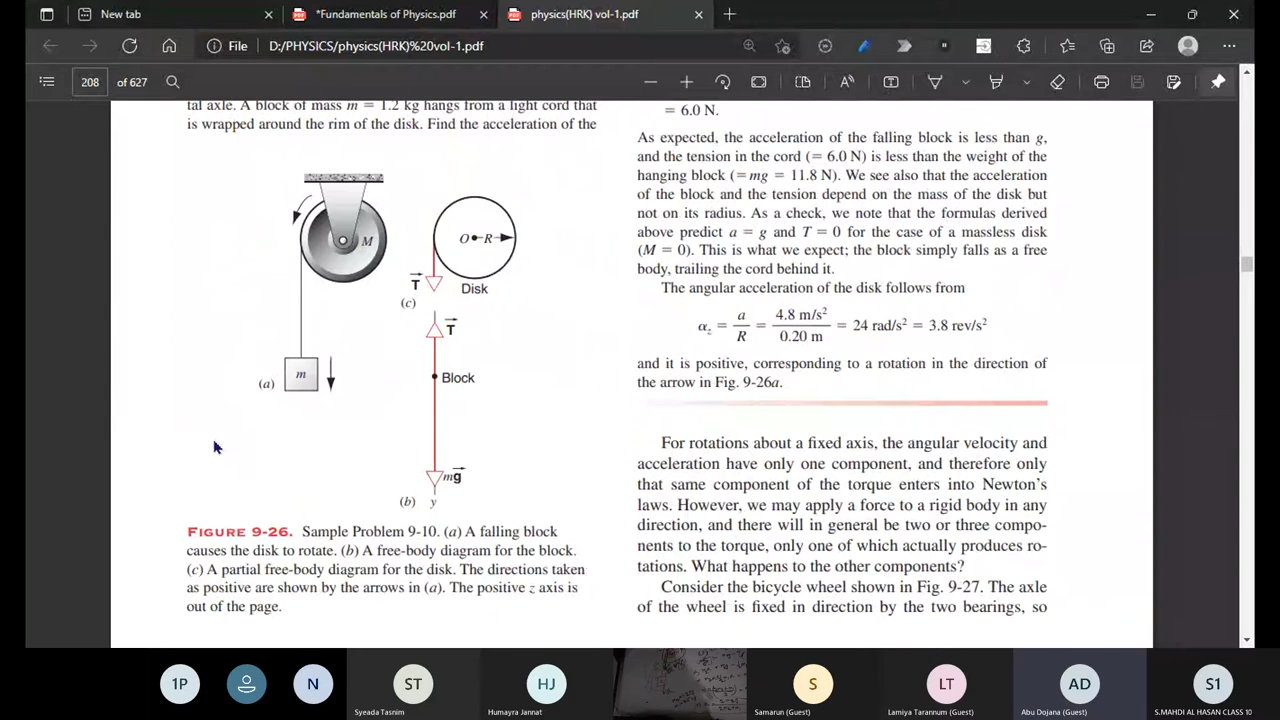 New tab
*Fundamentals of Physics.pdf
physics(HRK) vol-1.pdf
File
D:/PHYSICS/physics(HRK)%20vol-1.pdf
208
of 627
tal axle. A block of mass m = 1.2 kg hangs from a light cord that
is wrapped around the rim of the disk. Find the acceleration of the
M
O
R
T
Disk
(c)
T
m
(a)
Block
mg
(b)
y
FIGURE 9-26. Sample Problem 9-10. (a) A falling block
causes the disk to rotate. (b) A free-body diagram for the block.
(c) A partial free-body diagram for the disk. The directions taken
as positive are shown by the arrows in (a). The positive z axis is
out of the page.
= 6.0 N.
As expected, the acceleration of the falling block is less than g,
and the tension in the cord (= 6.0 N) is less than the weight of the
hanging block (= mg = 11.8 N). We see also that the acceleration
of the block and the tension depend on the mass of the disk but
not on its radius. As a check, we note that the formulas derived
above predict a = g and T = 0 for the case of a massless disk
(M = 0). This is what we expect; the block simply falls as a free
body, trailing the cord behind it.
The angular acceleration of the disk follows from
αz = a/R = 4.8 m/s²/0.20 m = 24 rad/s² = 3.8 rev/s²
and it is positive, corresponding to a rotation in the direction of
the arrow in Fig. 9-26a.
For rotations about a fixed axis, the angular velocity and
acceleration have only one component, and therefore only
that same component of the torque enters into Newton's
laws. However, we may apply a force to a rigid body in any
direction, and there will in general be two or three compo-
nents to the torque, only one of which actually produces ro-
tations. What happens to the other components?
Consider the bicycle wheel shown in Fig. 9-27. The axle
of the wheel is fixed in direction by the two bearings, so
1P
N
ST
HJ
S
LT
AD
S1
Syeada Tasnim
Humayra Jannat
Samarun (Guest)
Lamiya Tarannum (Guest)
Abu Dojana (Guest)
S.MAHDI AL HASAN CLASS 10